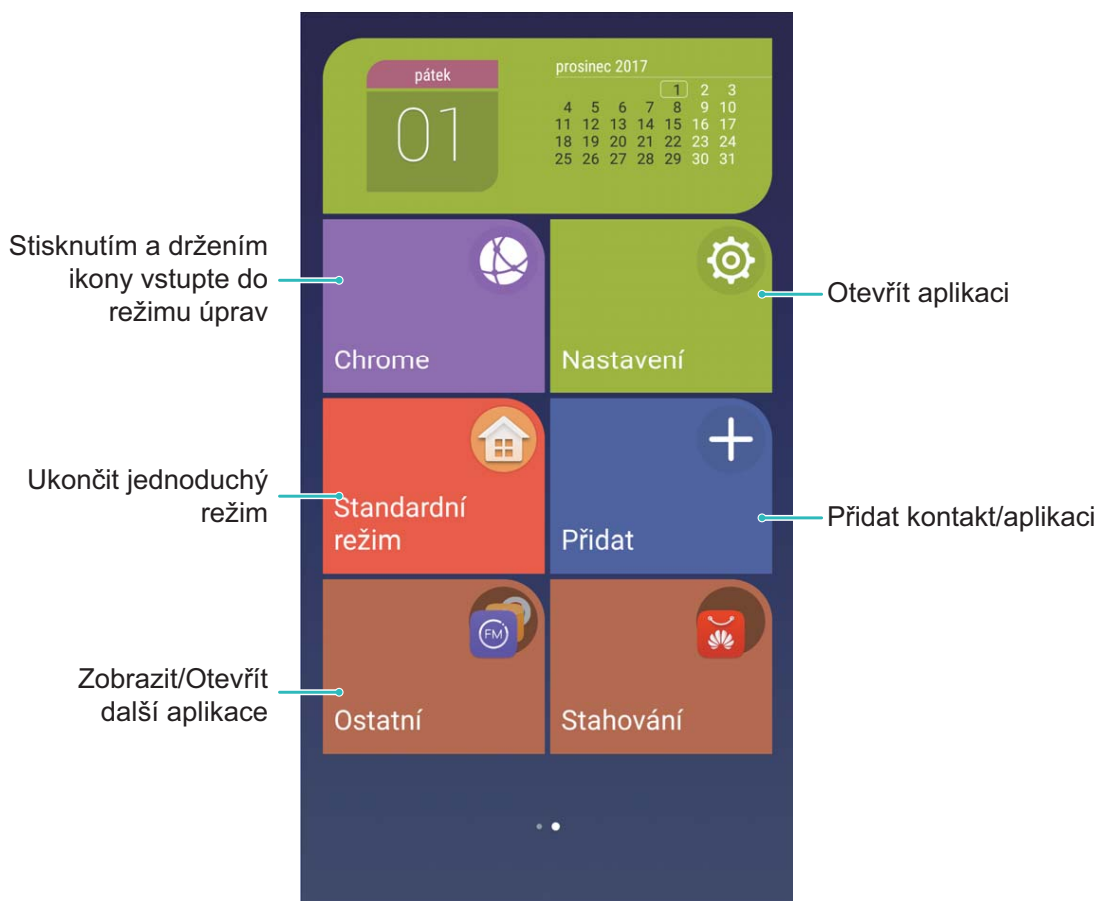 pátek
01
prosinec 2017
1 2 3
4 5 6 7 8 9 10
11 12 13 14 15 16 17
18 19 20 21 22 23 24
25 26 27 28 29 30 31
Stisknutím a držením
ikony vstupte do
režimu úprav
Chrome
Nastavení
Otevřít aplikaci
Ukončit jednoduchý
režim
Standardní
režim
Přidat
Přidat kontakt/aplikaci
Zobrazit/Otevřít
další aplikace
FM
Ostatní
Stahování